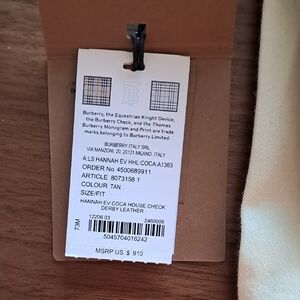 Burberry, the Equestrian Knight Device,
the Burberry Check, and the Thomas
Burberry Monogram and Print are trade
marks belonging to Burberry Limited.
BURBERRY ITALY SRL
VIA MANZONI, 20, 20121 MILANO, ITALY
A LS HANNAH EV HHL COCA:A1363
ORDER No 4500689911
ARTICLE 8073158 1
COLOUR TAN
SIZE/FIT
HANNAH EV COCA HOUSE CHECK
DERBY LEATHER
73M
12206 03 2460006
5045704016242
MSRP US $ 910